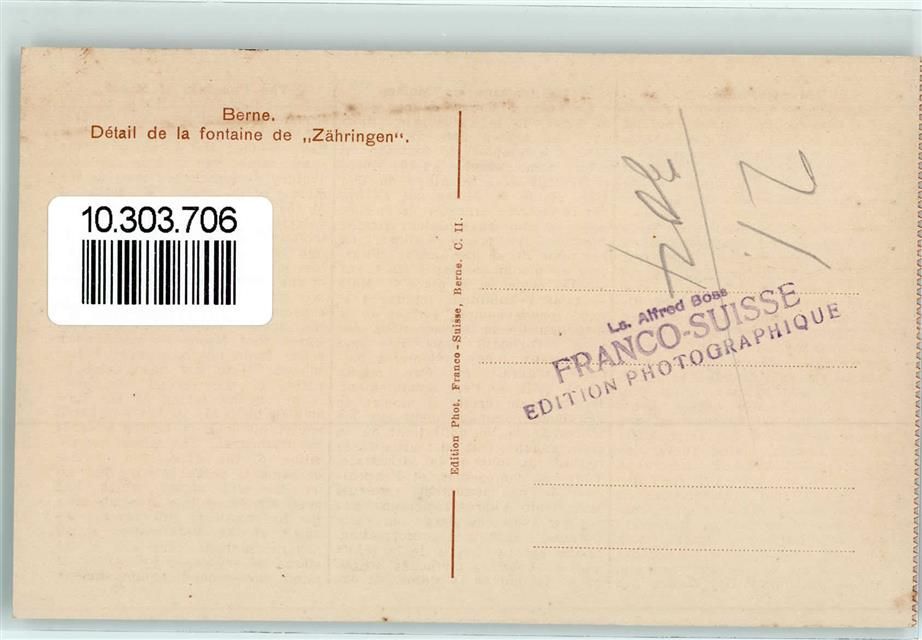 Berne.
Détail de la fontaine de „Zähringen“.
10.303.706
Edition Phot. Franco-Suisse, Berne. C. II.
12
Ls. Alfred Boss
FRANCO-SUISSE
EDITION PHOTOGRAPHIQUE